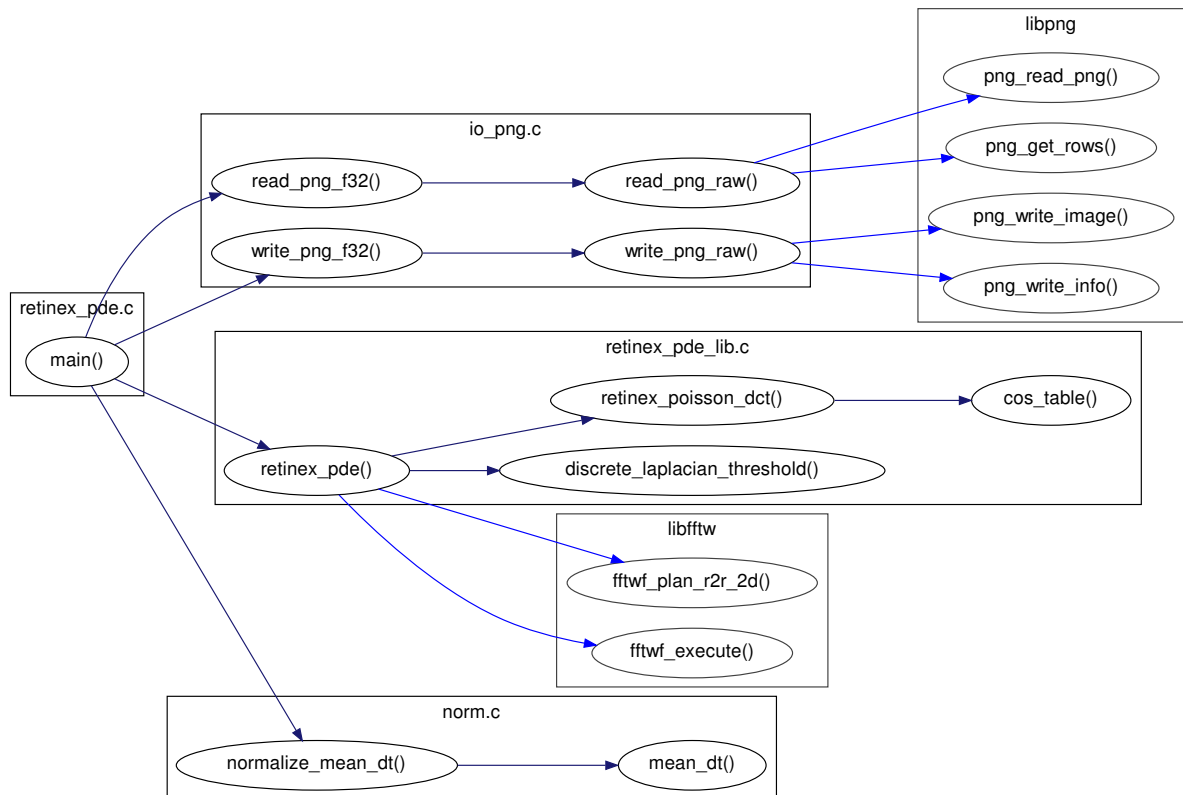 libpng
png_read_png()
png_get_rows()
png_write_image()
png_write_info()
io_png.c
read_png_f32()
read_png_raw()
write_png_f32()
write_png_raw()
retinex_pde.c
main()
retinex_pde_lib.c
retinex_poisson_dct()
cos_table()
retinex_pde()
discrete_laplacian_threshold()
libfftw
fftwf_plan_r2r_2d()
fftwf_execute()
norm.c
normalize_mean_dt()
mean_dt()